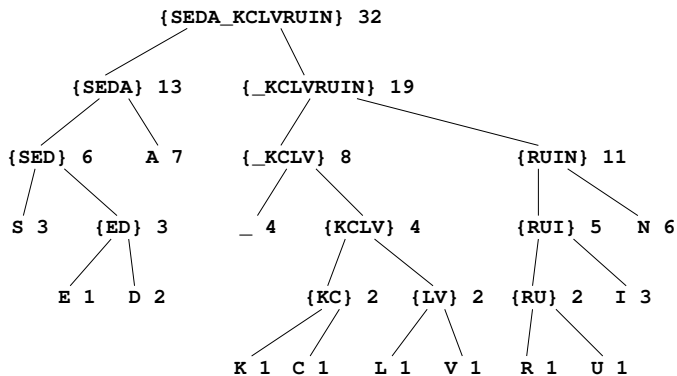 {SEDA_KCLVRUIN} 32
{SEDA} 13 {_KCLVRUIN} 19
{SED} 6 A 7 {_KCLV} 8 {RUIN} 11
S 3 {ED} 3 _ 4 {KCLV} 4 {RUI} 5 N 6
E 1 D 2 {KC} 2 {LV} 2 {RU} 2 I 3
K 1 C 1 L 1 V 1 R 1 U 1